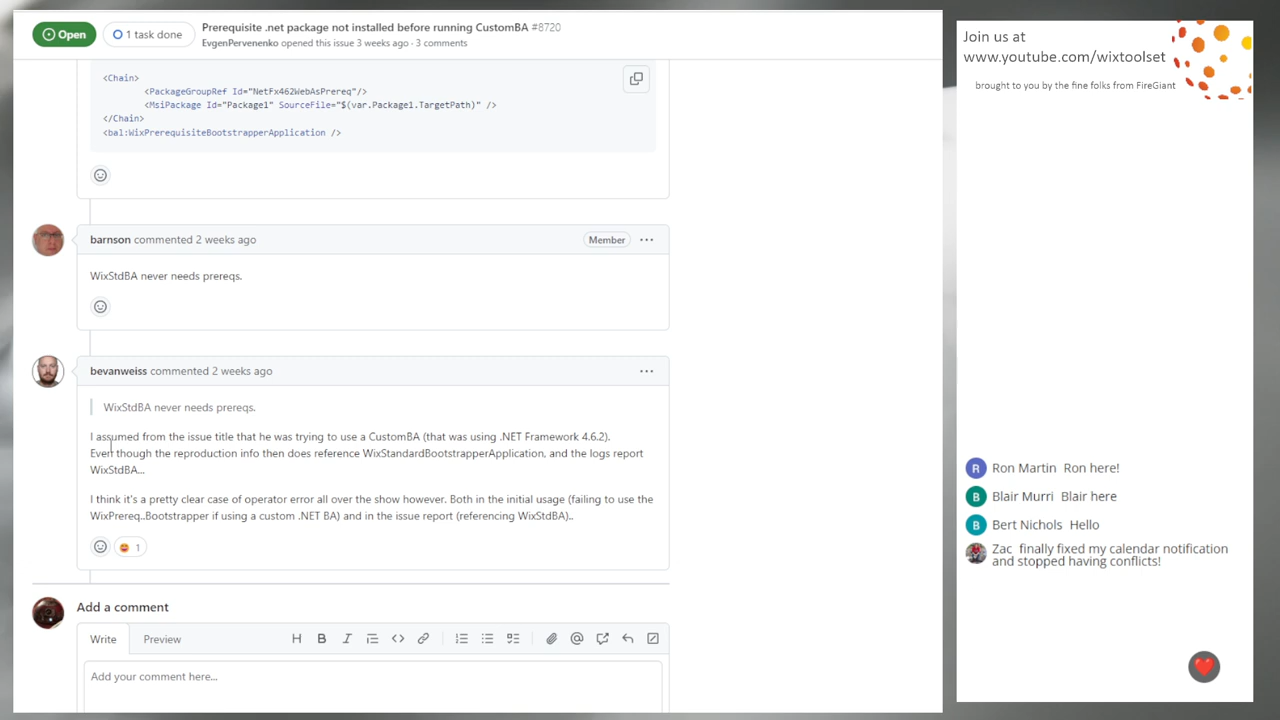 Open
1 task done
Prerequisite .net package not installed before running CustomBA #8720
EvgenPervenenko opened this issue 3 weeks ago · 3 comments
<Chain>
<PackageGroupRef Id="NetFx462WebAsPrereq"/>
<MsiPackage Id="Package1" SourceFile="$(var.Package1.TargetPath)" />
</Chain>
<bal:WixPrerequisiteBootstrapperApplication />
barnson commented 2 weeks ago
Member
WixStdBA never needs prereqs.
bevanweiss commented 2 weeks ago
WixStdBA never needs prereqs.
I assumed from the issue title that he was trying to use a CustomBA (that was using .NET Framework 4.6.2).
Even though the reproduction info then does reference WixStandardBootstrapperApplication, and the logs report
WixStdBA...
I think it's a pretty clear case of operator error all over the show however. Both in the initial usage (failing to use the
WixPrereq..Bootstrapper if using a custom .NET BA) and in the issue report (referencing WixStdBA)..
1
Add a comment
Write
Preview
Add your comment here...
Join us at
www.youtube.com/wixtoolset
brought to you by the fine folks from FireGiant
R Ron Martin Ron here!
B Blair Murri Blair here
B Bert Nichols Hello
Zac finally fixed my calendar notification
and stopped having conflicts!